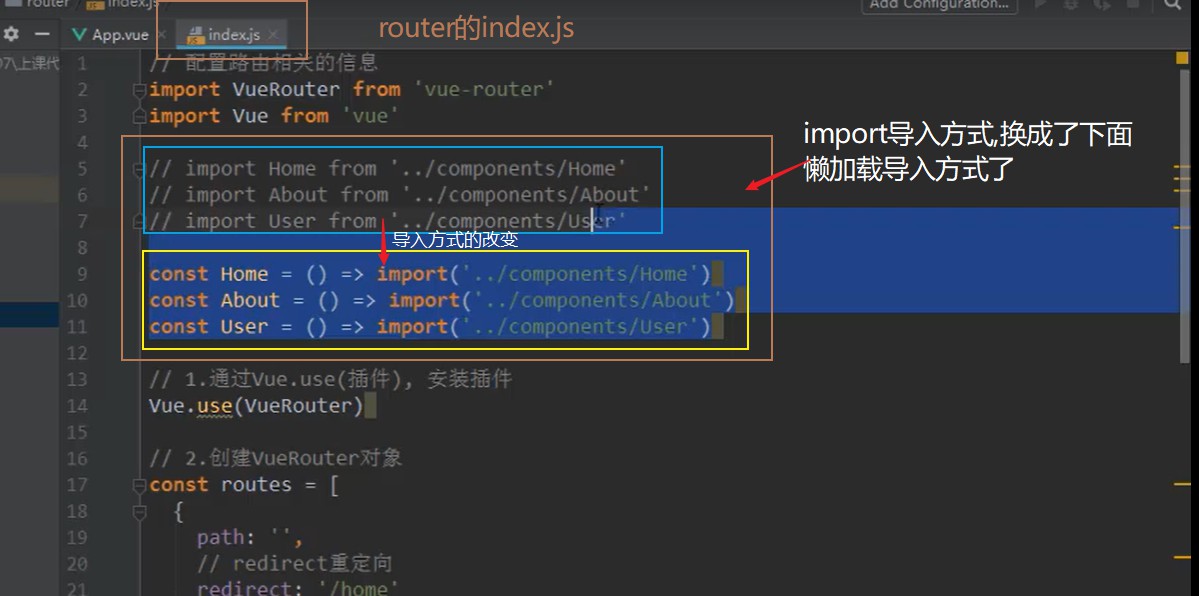 router
index.js
Add Configuration...
App.vue
index.js
router的index.js
07\上课代
1 // 配置路由相关的信息
2 import VueRouter from 'vue-router'
3 import Vue from 'vue'
4
5 // import Home from '../components/Home'
6 // import About from '../components/About'
7 // import User from '../components/User'
import导入方式,换成了下面
懒加载导入方式了
导入方式的改变
8
9 const Home = () => import('../components/Home')
10 const About = () => import('../components/About')
11 const User = () => import('../components/User')
12
13 // 1.通过Vue.use(插件), 安装插件
14 Vue.use(VueRouter)
15
16 // 2.创建VueRouter对象
17 const routes = [
18 {
19 path: '',
20 // redirect重定向
21 redirect: '/home'